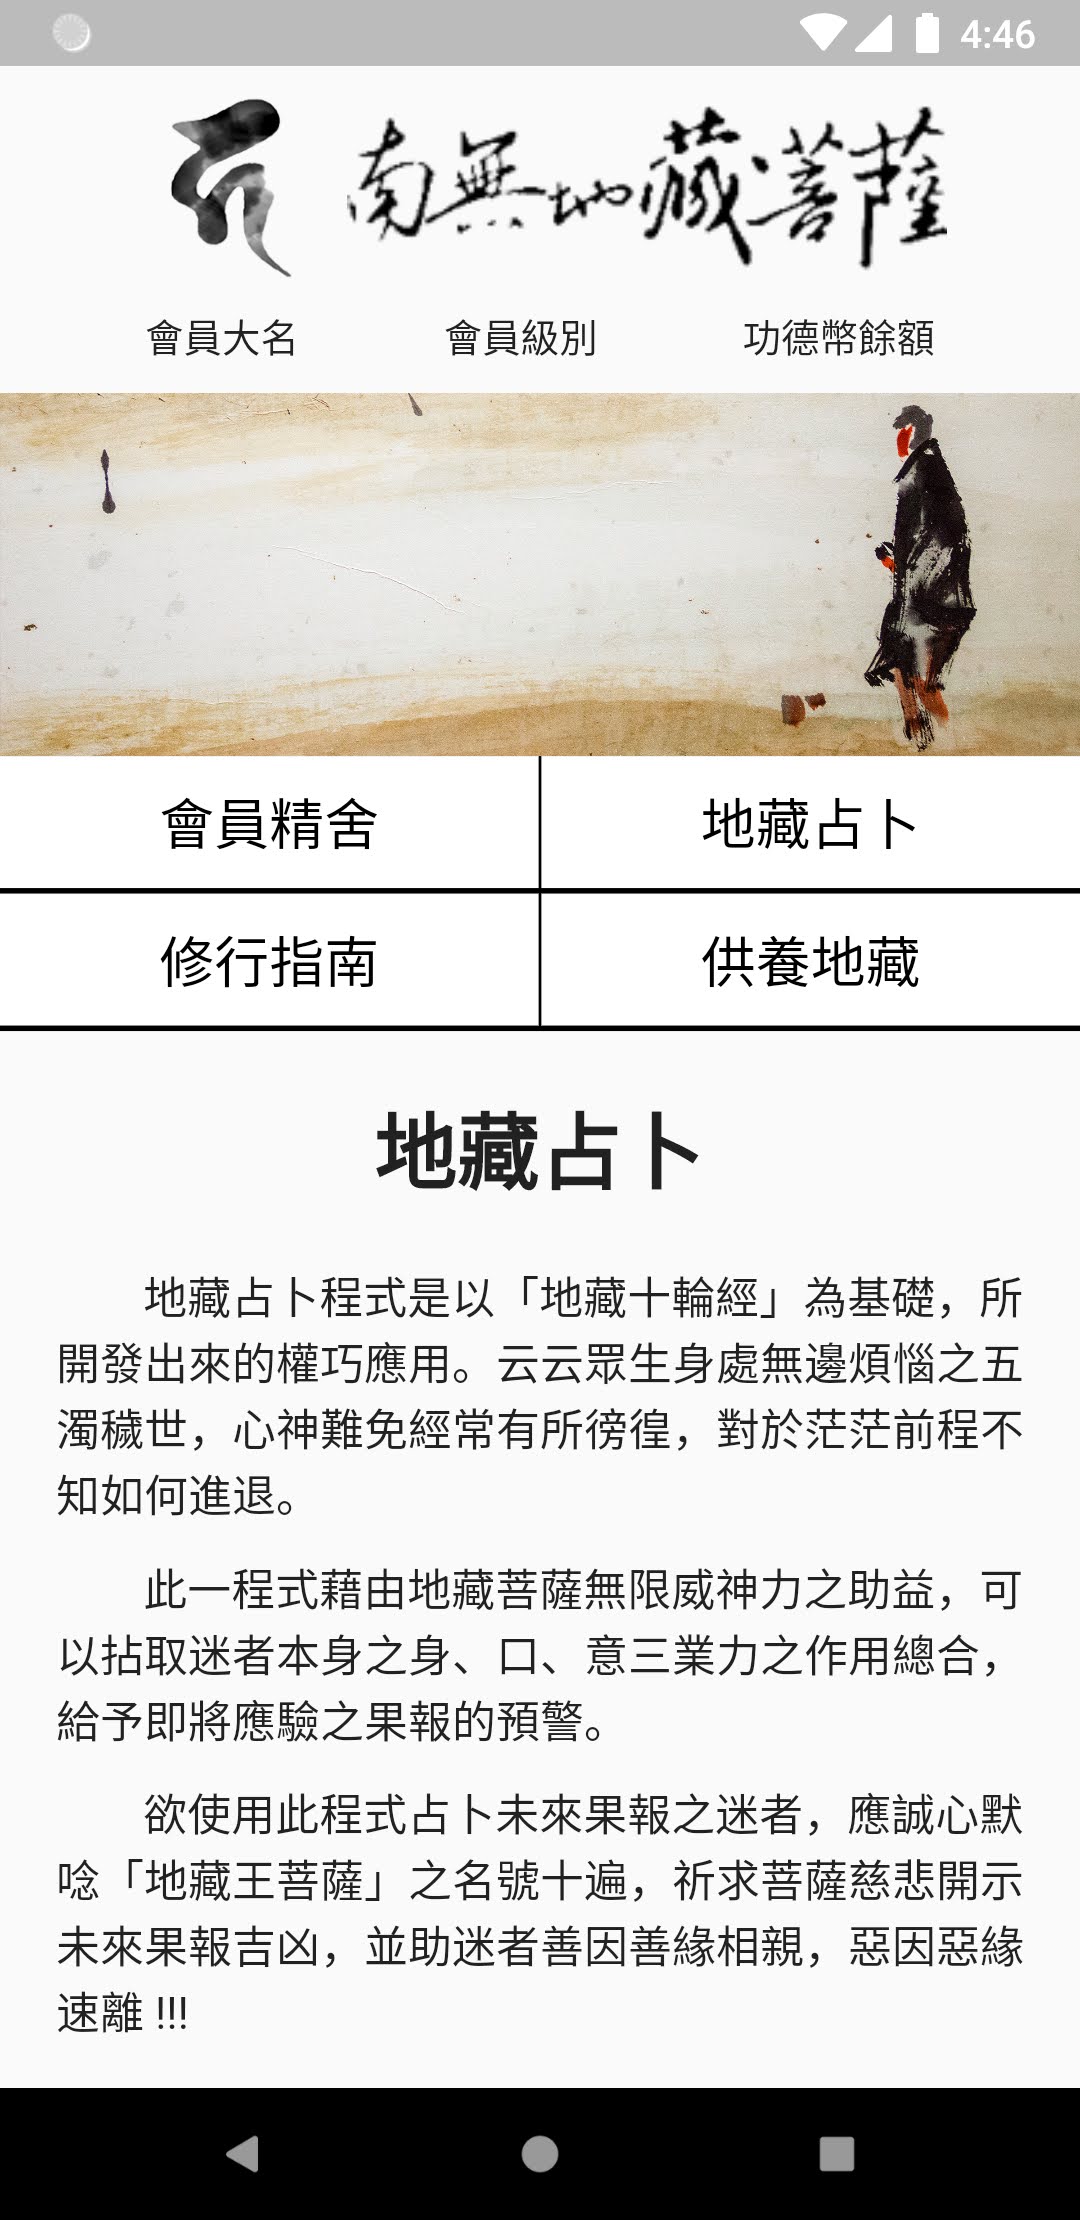 4:46
南無地藏菩薩
會員大名 會員級別 功德幣餘額
會員精舍 地藏占卜
修行指南 供養地藏
地藏占卜
地藏占卜程式是以「地藏十輪經」為基礎，所
開發出來的權巧應用。云云眾生身處無邊煩惱之五
濁穢世，心神難免經常有所徬徨，對於茫茫前程不
知如何進退。
此一程式藉由地藏菩薩無限威神力之助益，可
以拈取迷者本身之身、口、意三業力之作用總合，
給予即將應驗之果報的預警。
欲使用此程式占卜未來果報之迷者，應誠心默
唸「地藏王菩薩」之名號十遍，祈求菩薩慈悲開示
未來果報吉凶，並助迷者善因善緣相親，惡因惡緣
速離 !!!